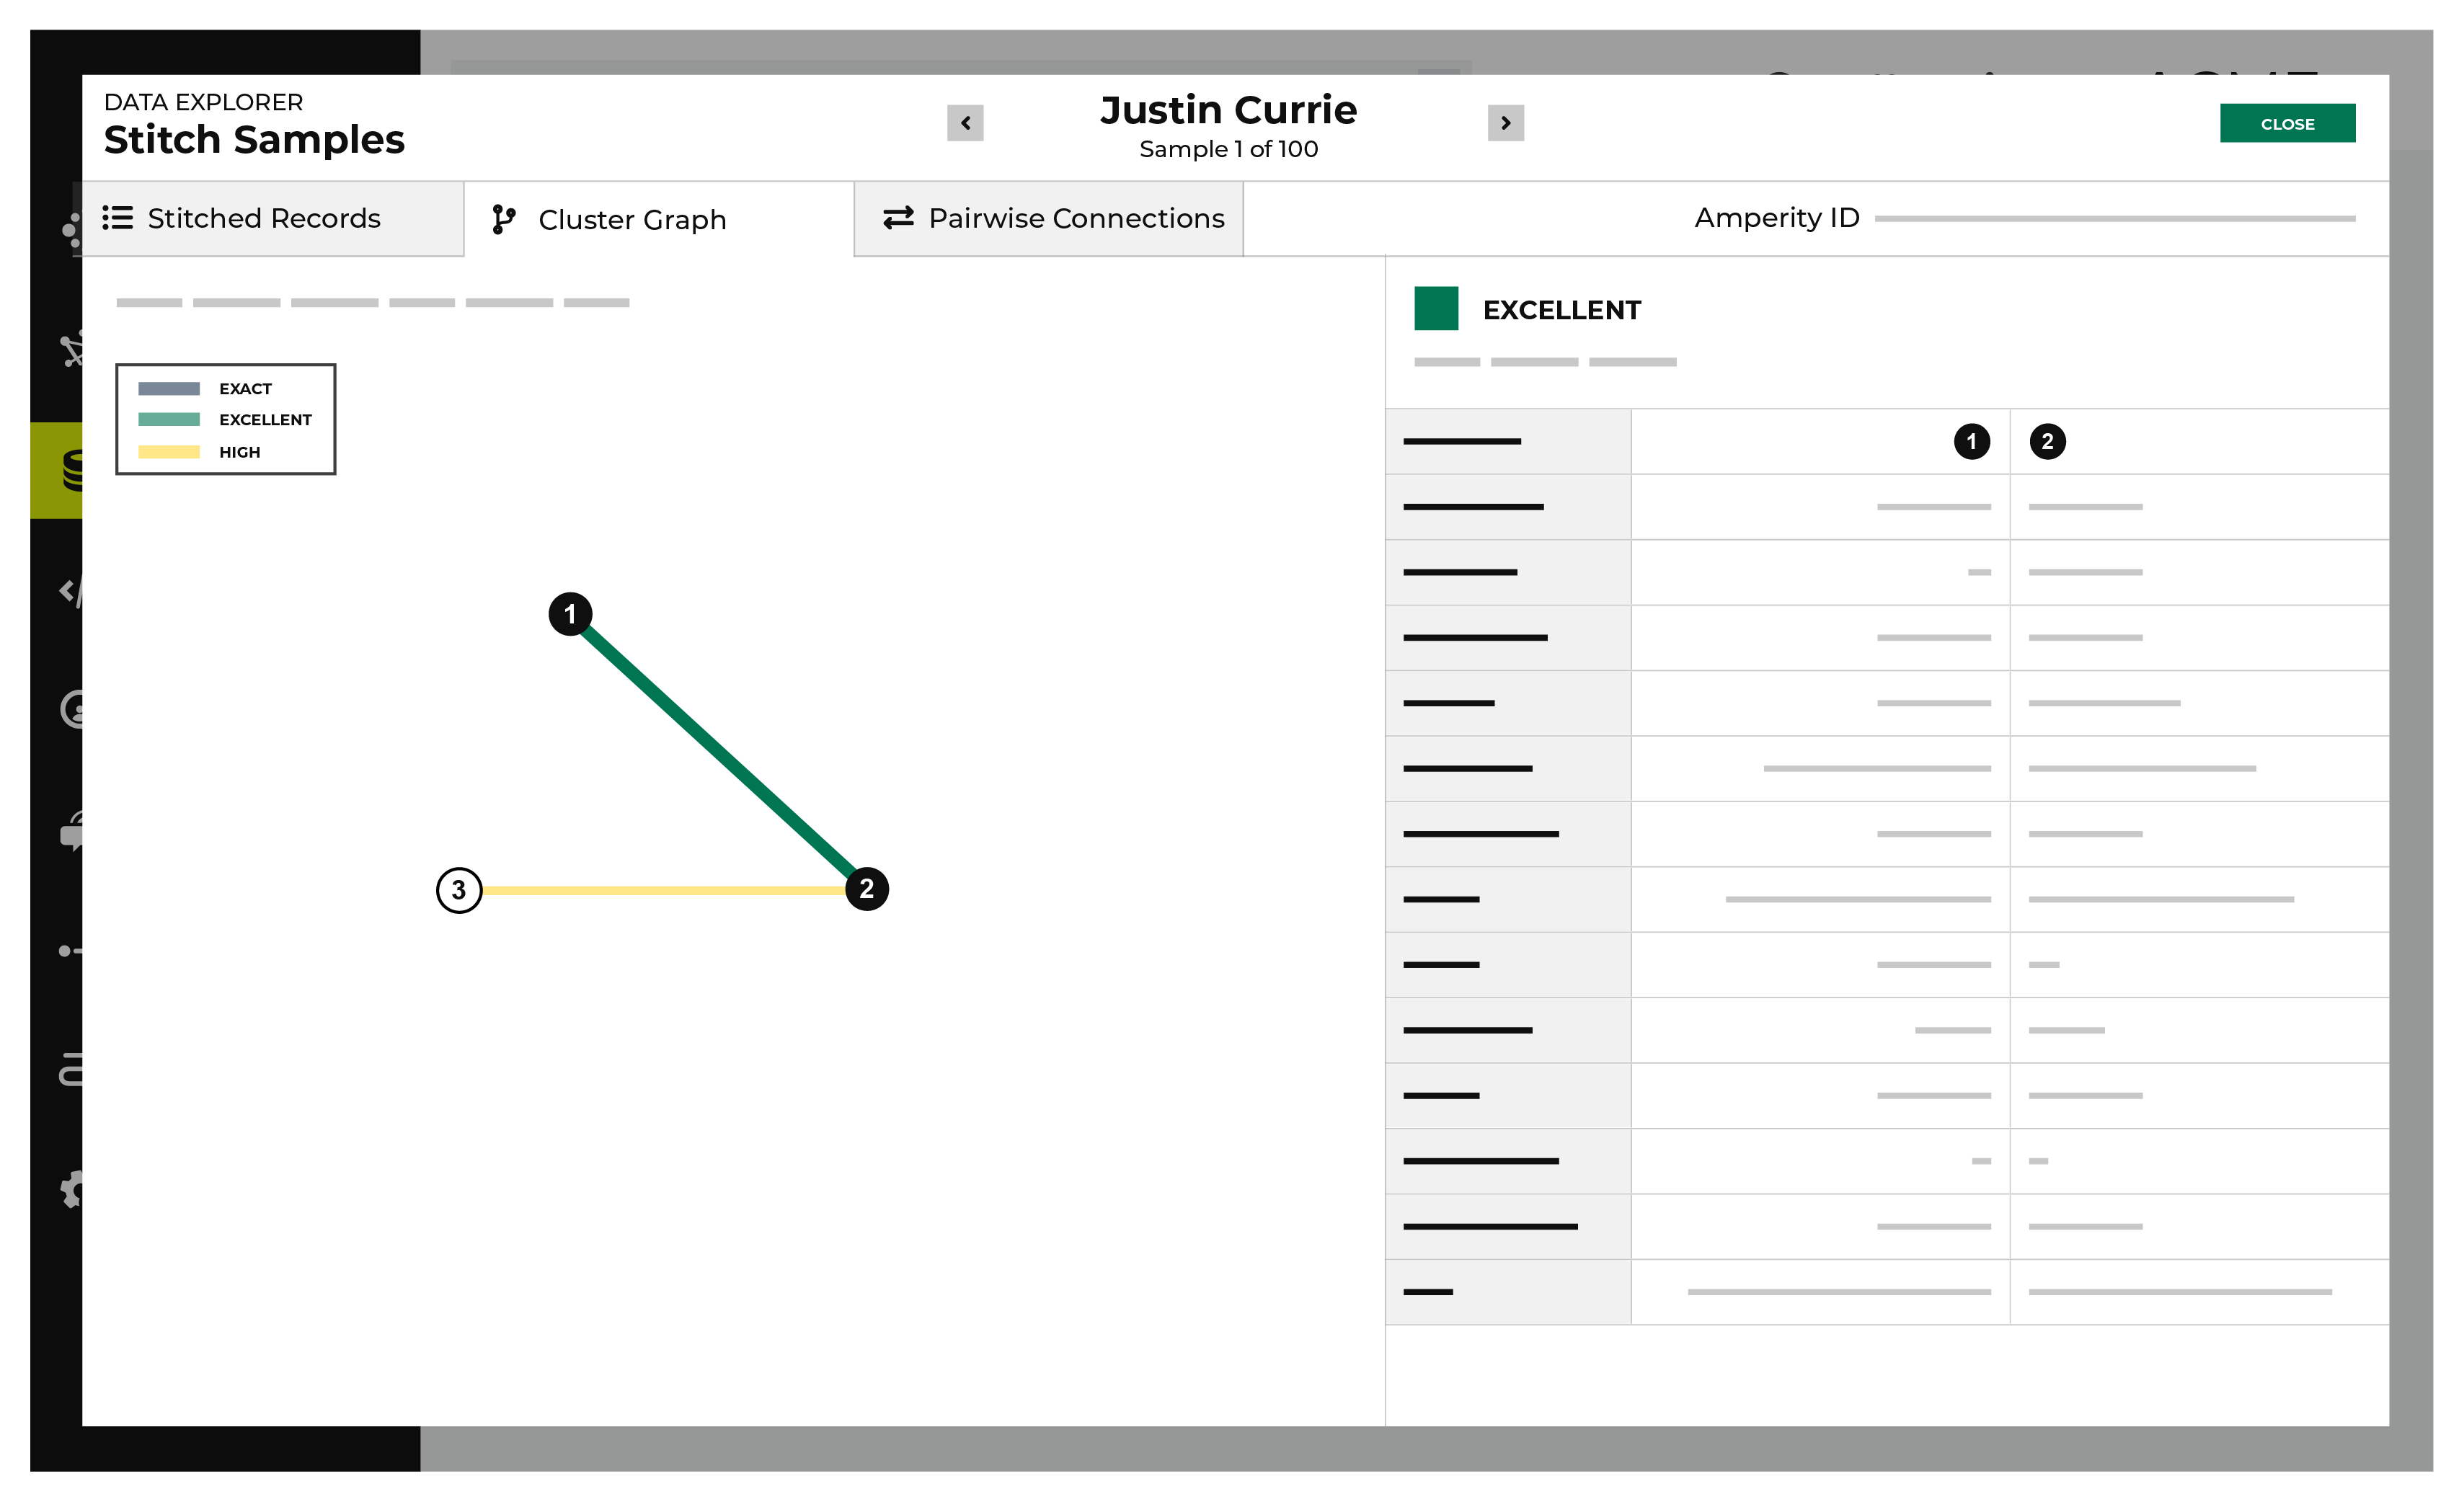 DATA EXPLORER
Stitch Samples
Justin Currie
Sample 1 of 100
CLOSE
Stitched Records
Cluster Graph
Pairwise Connections
Amperity ID
EXACT
EXCELLENT
HIGH
1
2
3
EXCELLENT
1
2